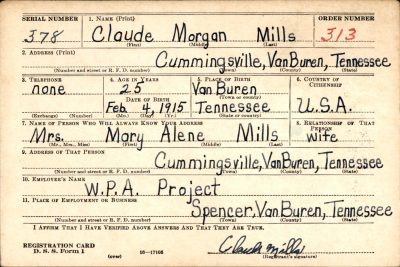 SERIAL NUMBER 1. NAME (Print) ORDER NUMBER
378 Claude Morgan Mills 313
(First) (Middle) (Last)
2. ADDRESS (Print)
Cummingsville, Van Buren, Tennessee
(Number and street or R. F. D. number) (Town) (County) (State)
3. TELEPHONE 4. AGE IN YEARS 5. PLACE OF BIRTH 6. COUNTRY OF CITIZENSHIP
none 25 Van Buren
DATE OF BIRTH (Town or county)
Feb 4, 1915 Tennessee U.S.A.
(Exchange) (Number) (Mo.) (Day) (Yr.) (State or country)
7. NAME OF PERSON WHO WILL ALWAYS KNOW YOUR ADDRESS 8. RELATIONSHIP OF THAT PERSON
Mrs. Mary Alene Mills Wife
(Mr., Mrs., Miss) (First) (Middle) (Last)
9. ADDRESS OF THAT PERSON
Cummingsville, Van Buren, Tennessee
(Number and street or R. F. D. number) (Town) (County) (State)
10. EMPLOYER'S NAME
W.P.A. Project
11. PLACE OF EMPLOYMENT OR BUSINESS
Spencer, Van Buren, Tennessee
(Number and street or R. F. D. number) (Town) (County) (State)
I AFFIRM THAT I HAVE VERIFIED ABOVE ANSWERS AND THAT THEY ARE TRUE.
REGISTRATION CARD
D. S. S. Form 1 (over) 16—17105 Claude Mills
(Registrant's signature)